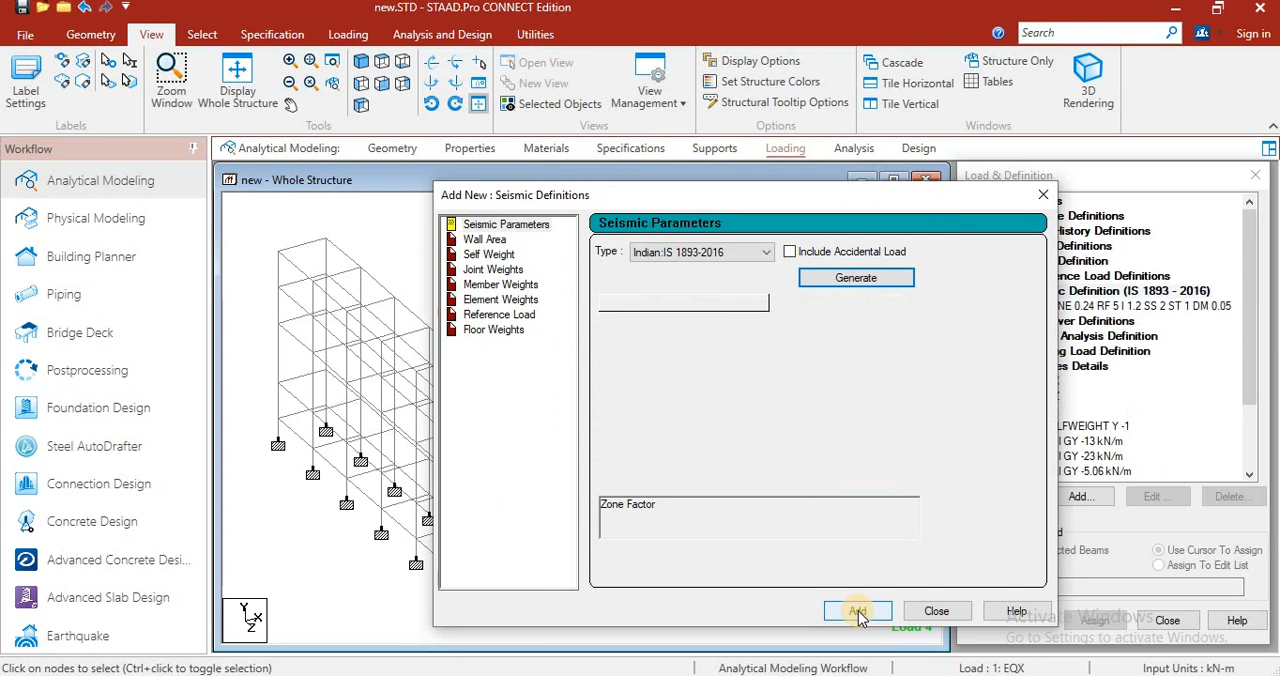 new.STD - STAAD.Pro CONNECT Edition
File Geometry View Select Specification Loading Analysis and Design Utilities
Search
Sign in
Label Settings
Zoom Window
Display Whole Structure
Open View
New View
Selected Objects
View Management
Display Options
Set Structure Colors
Structural Tooltip Options
Cascade
Tile Horizontal
Tile Vertical
Structure Only
Tables
3D Rendering
Labels Tools Views Options Windows
Workflow
Analytical Modeling
Physical Modeling
Building Planner
Piping
Bridge Deck
Postprocessing
Foundation Design
Steel AutoDrafter
Connection Design
Concrete Design
Advanced Concrete Desi...
Advanced Slab Design
Earthquake
Analytical Modeling: Geometry Properties Materials Specifications Supports Loading Analysis Design
new - Whole Structure
Y
X
Z
Load 4
Add New : Seismic Definitions
Seismic Parameters
Wall Area
Self Weight
Joint Weights
Member Weights
Element Weights
Reference Load
Floor Weights
Seismic Parameters
Type : Indian:IS 1893-2016 Include Accidental Load
Generate
Zone Factor
Add Close Help
Load & Definition
s
e Definitions
History Definitions
Definitions
Definition
ence Load Definitions
c Definition (IS 1893 - 2016)
NE 0.24 RF 5 I 1.2 SS 2 ST 1 DM 0.05
ver Definitions
Analysis Definition
ng Load Definition
es Details
LFWEIGHT Y -1
I GY -13 kN/m
I GY -23 kN/m
I GY -5.06 kN/m
Add... Edit ... Delete...
d
cted Beams
Use Cursor To Assign
Assign To Edit List
Assign Close Help
Activate Windows
Go to Settings to activate Windows.
Click on nodes to select (Ctrl+click to toggle selection) Analytical Modeling Workflow Load : 1: EQX Input Units : kN-m